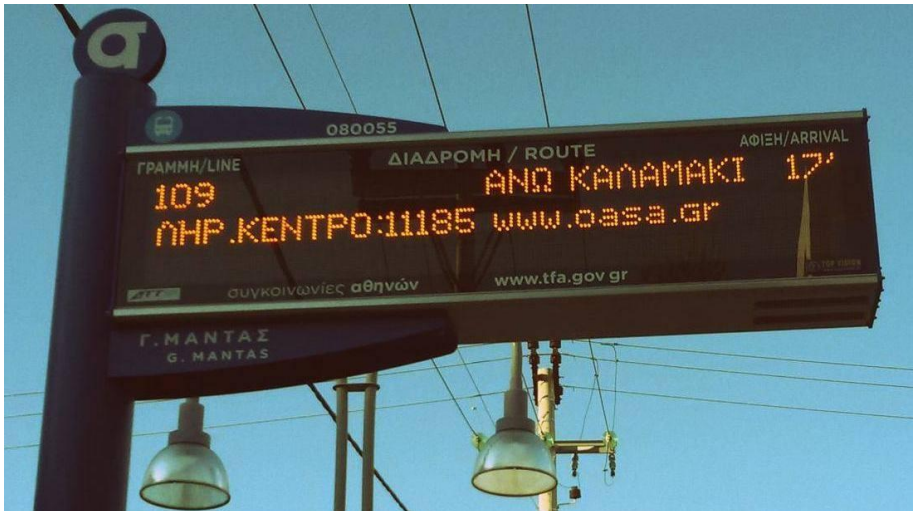 α
080055
ΓΡΑΜΜΗ/LINE ΔΙΑΔΡΟΜΗ / ROUTE ΑΦΙΞΗ/ARRIVAL
109 ΑΝΩ ΚΑΛΑΜΑΚΙ 17'
ΠΗΡ.ΚΕΝΤΡΟ:11185 www.oasa.gr
συγκοινωνίες αθηνών www.tfa.gov gr
Γ.ΜΑΝΤΑΣ
G. MANTAS